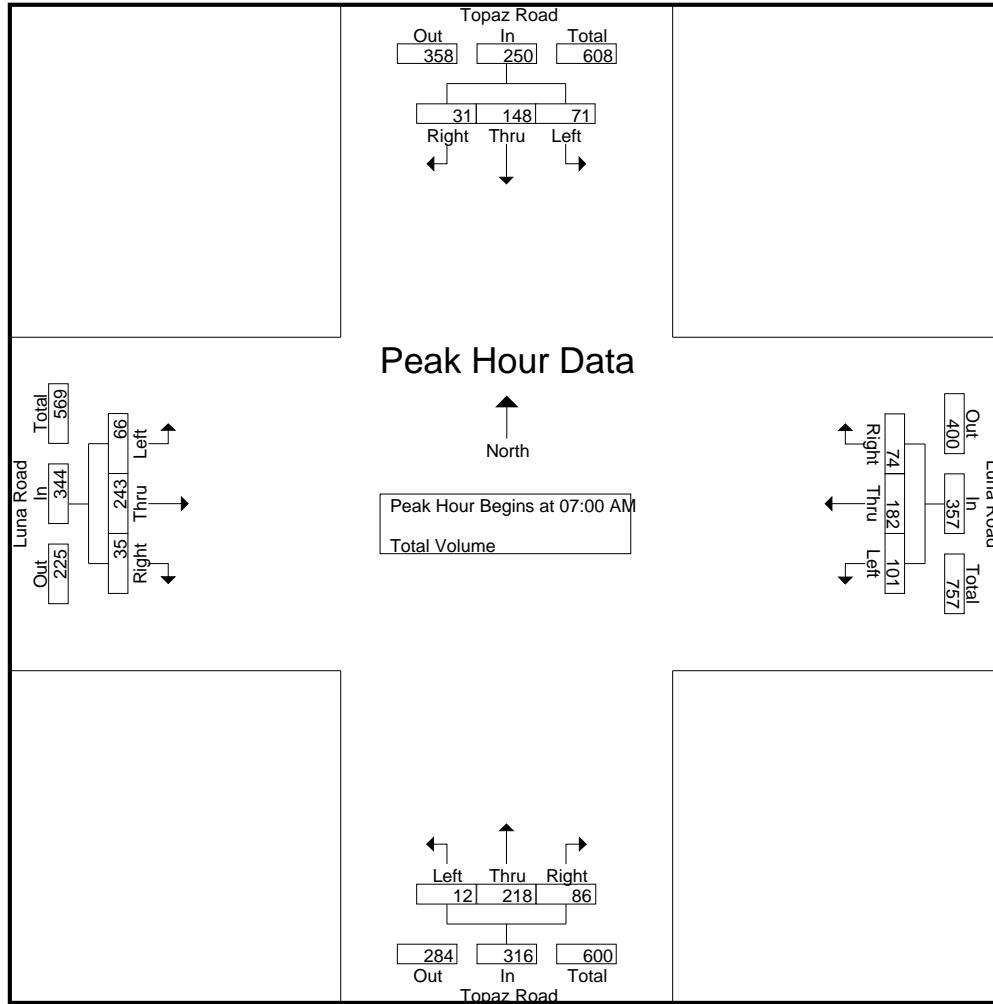 Topaz Road
Out In Total
358 250 608
31 148 71
Right Thru Left
Peak Hour Data
North
Peak Hour Begins at 07:00 AM
Total Volume
Luna Road
Out In Total
225 344 569
35 243 66
Right Thru Left
Luna Road
Out In Total
400 357 757
74 182 101
Right Thru Left
Left Thru Right
12 218 86
284 316 600
Out In Total
Topaz Road